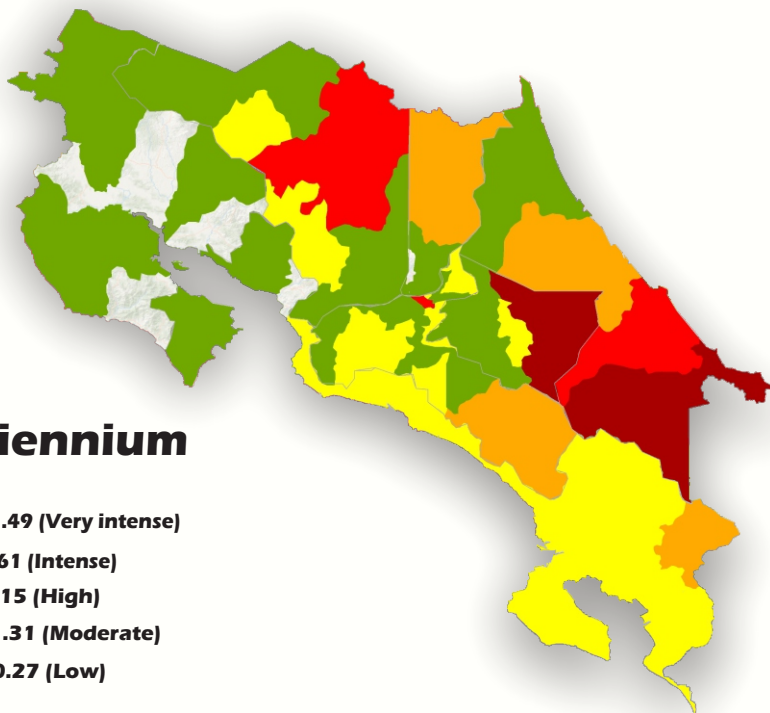 iennium
.49 (Very intense)
61 (Intense)
15 (High)
.31 (Moderate)
0.27 (Low)